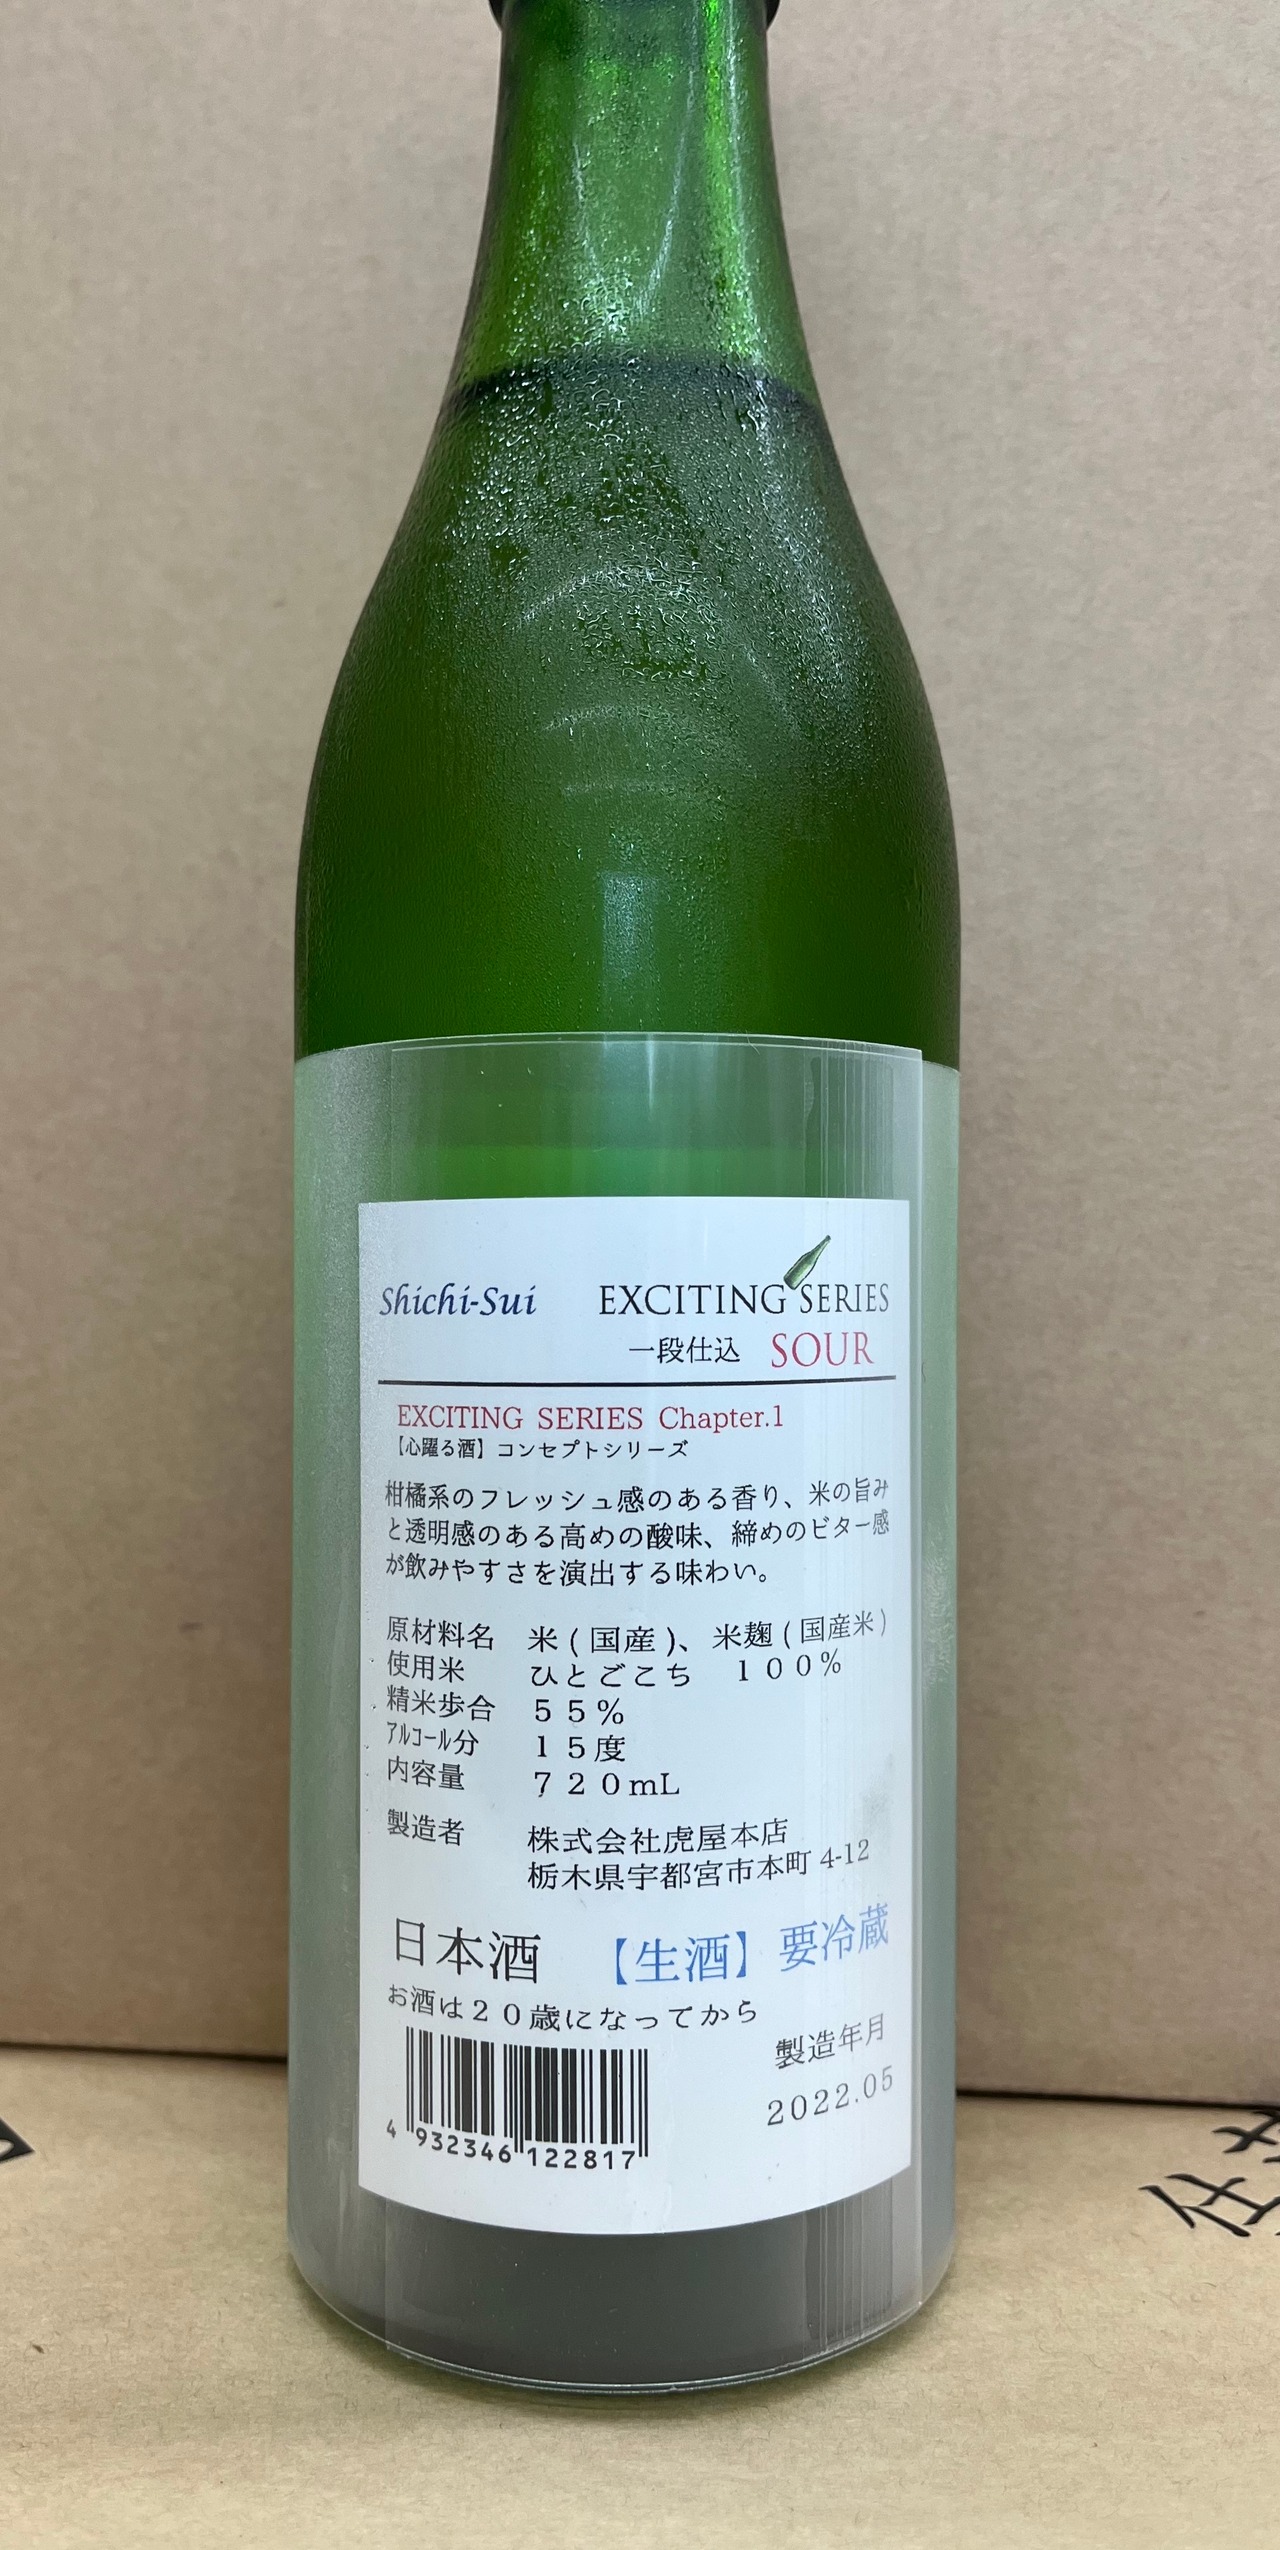 Shichi-Sui EXCITING SERIES
一段仕込 SOUR
EXCITING SERIES Chapter.1
【心躍る酒】コンセプトシリーズ
柑橘系のフレッシュ感のある香り、米の旨み
と透明感のある高めの酸味、締めのビター感
が飲みやすさを演出する味わい。
原材料名 米(国産)、米麹(国産米)
使用米 ひとごこち 100%
精米歩合 55%
アルコール分 15度
内容量 720mL
製造者 株式会社虎屋本店
栃木県宇都宮市本町 4-12
日本酒 【生酒】要冷蔵
お酒は20歳になってから
製造年月
2022.05
4 932346 122817